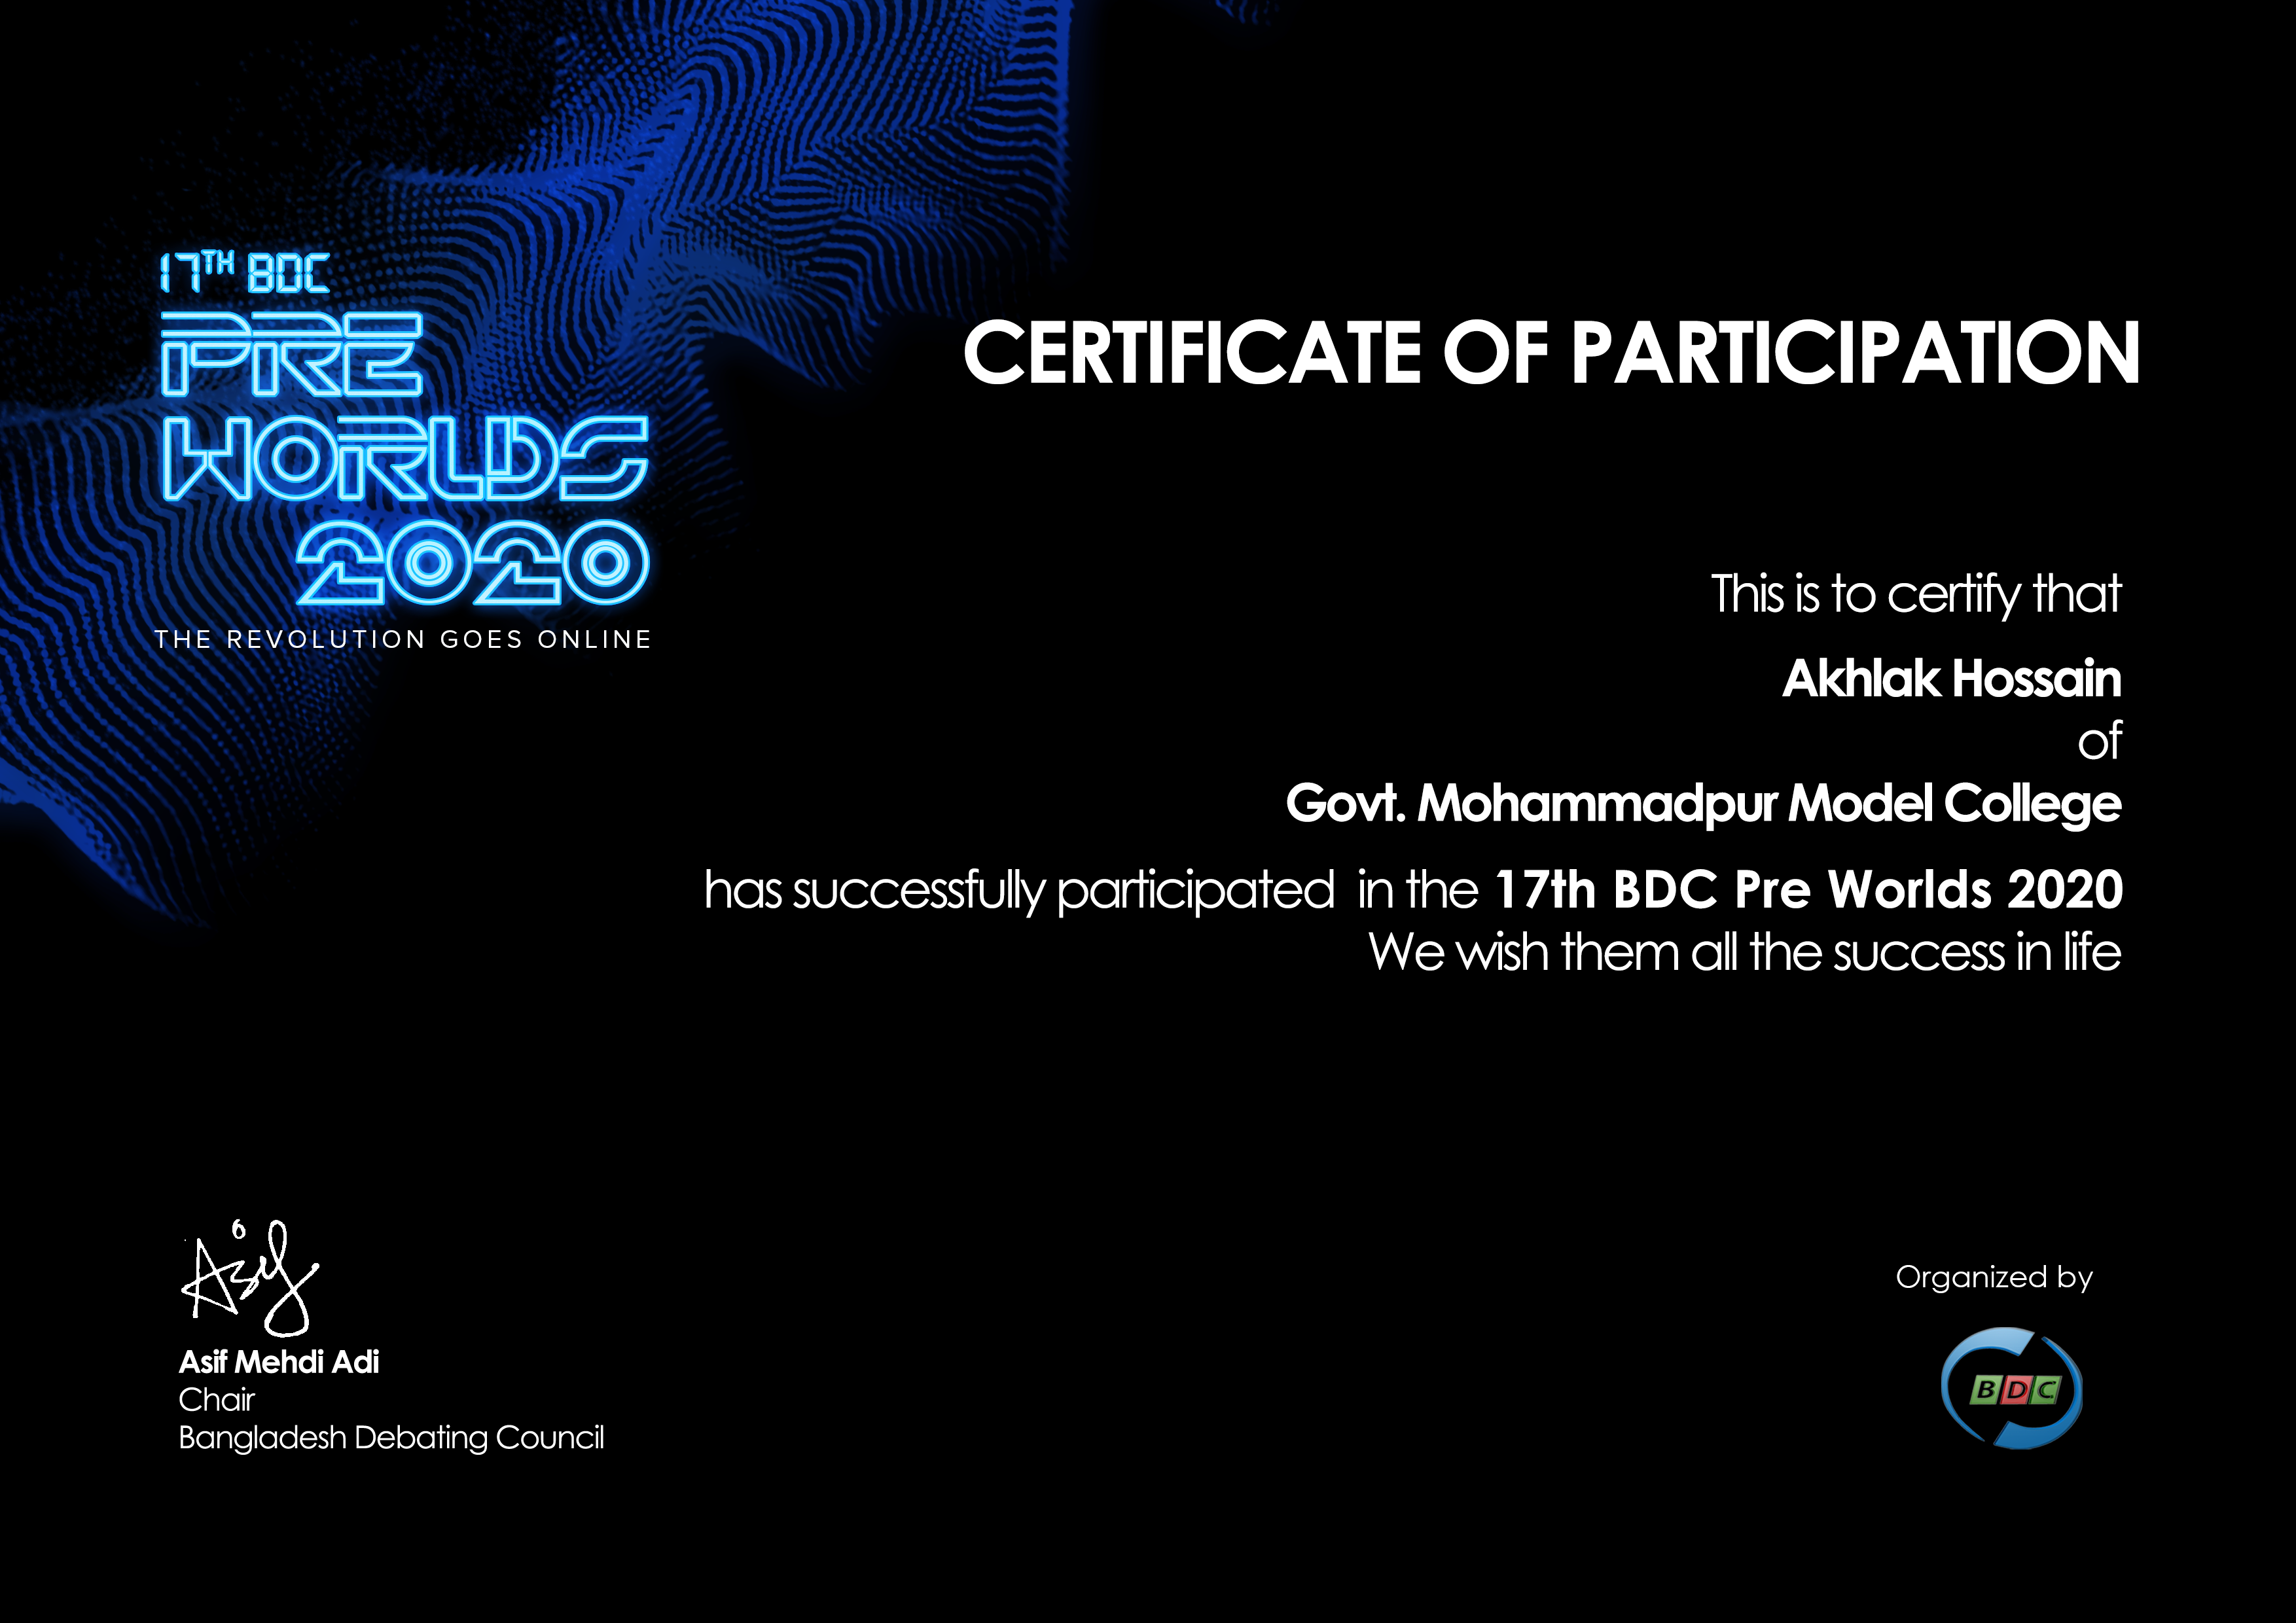 17TH BDC
PRE
WORLDS
2020
THE REVOLUTION GOES ONLINE
CERTIFICATE OF PARTICIPATION
This is to certify that
Akhlak Hossain
of
Govt. Mohammadpur Model College
has successfully participated in the 17th BDC Pre Worlds 2020
We wish them all the success in life
Asif
Asif Mehdi Adi
Chair
Bangladesh Debating Council
Organized by
BDC